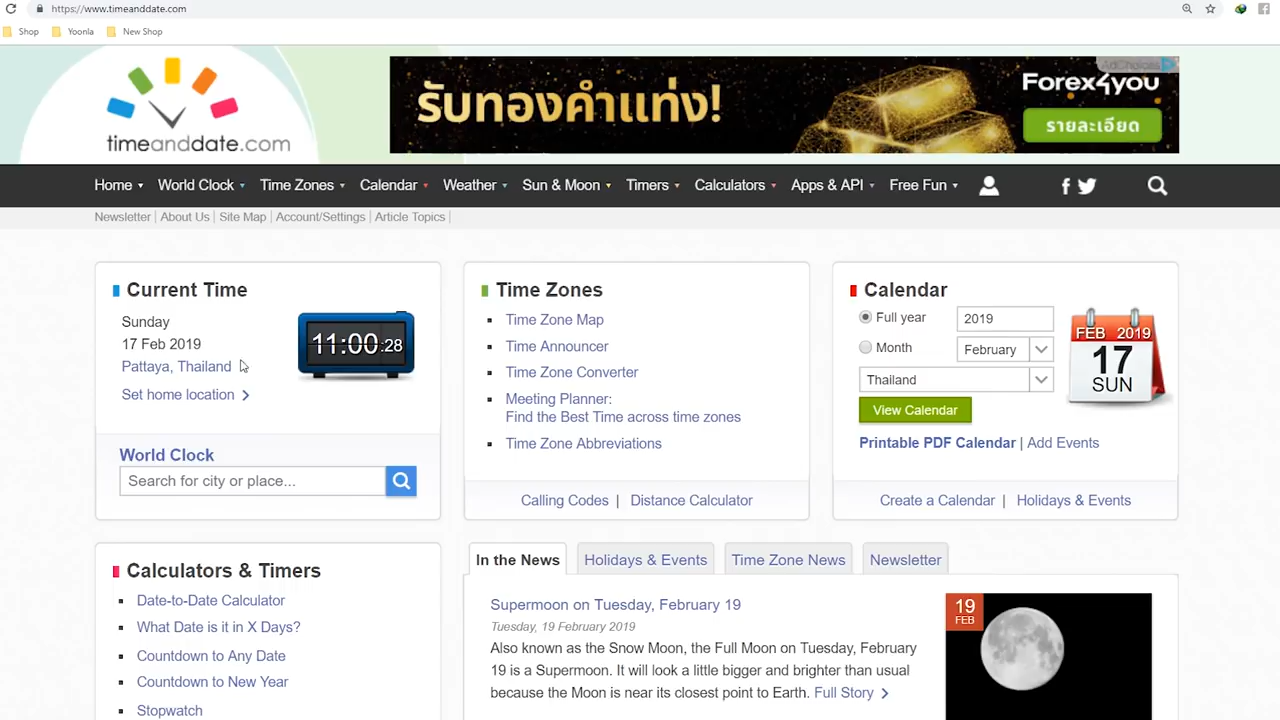 https://www.timeanddate.com
Shop
Yoonla
New Shop
timeanddate.com
รับทองคำแท่ง!
AdChoices
Forex4you
รายละเอียด
Home
World Clock
Time Zones
Calendar
Weather
Sun & Moon
Timers
Calculators
Apps & API
Free Fun
Newsletter | About Us | Site Map | Account/Settings | Article Topics |
Current Time
Sunday
17 Feb 2019
Pattaya, Thailand
Set home location
11:00:28
World Clock
Search for city or place...
Time Zones
Time Zone Map
Time Announcer
Time Zone Converter
Meeting Planner:
Find the Best Time across time zones
Time Zone Abbreviations
Calling Codes | Distance Calculator
Calendar
Full year
2019
Month
February
Thailand
View Calendar
FEB 2019
17
SUN
Printable PDF Calendar | Add Events
Create a Calendar | Holidays & Events
Calculators & Timers
Date-to-Date Calculator
What Date is it in X Days?
Countdown to Any Date
Countdown to New Year
Stopwatch
In the News
Holidays & Events
Time Zone News
Newsletter
Supermoon on Tuesday, February 19
Tuesday, 19 February 2019
Also known as the Snow Moon, the Full Moon on Tuesday, February
19 is a Supermoon. It will look a little bigger and brighter than usual
because the Moon is near its closest point to Earth. Full Story
19
FEB